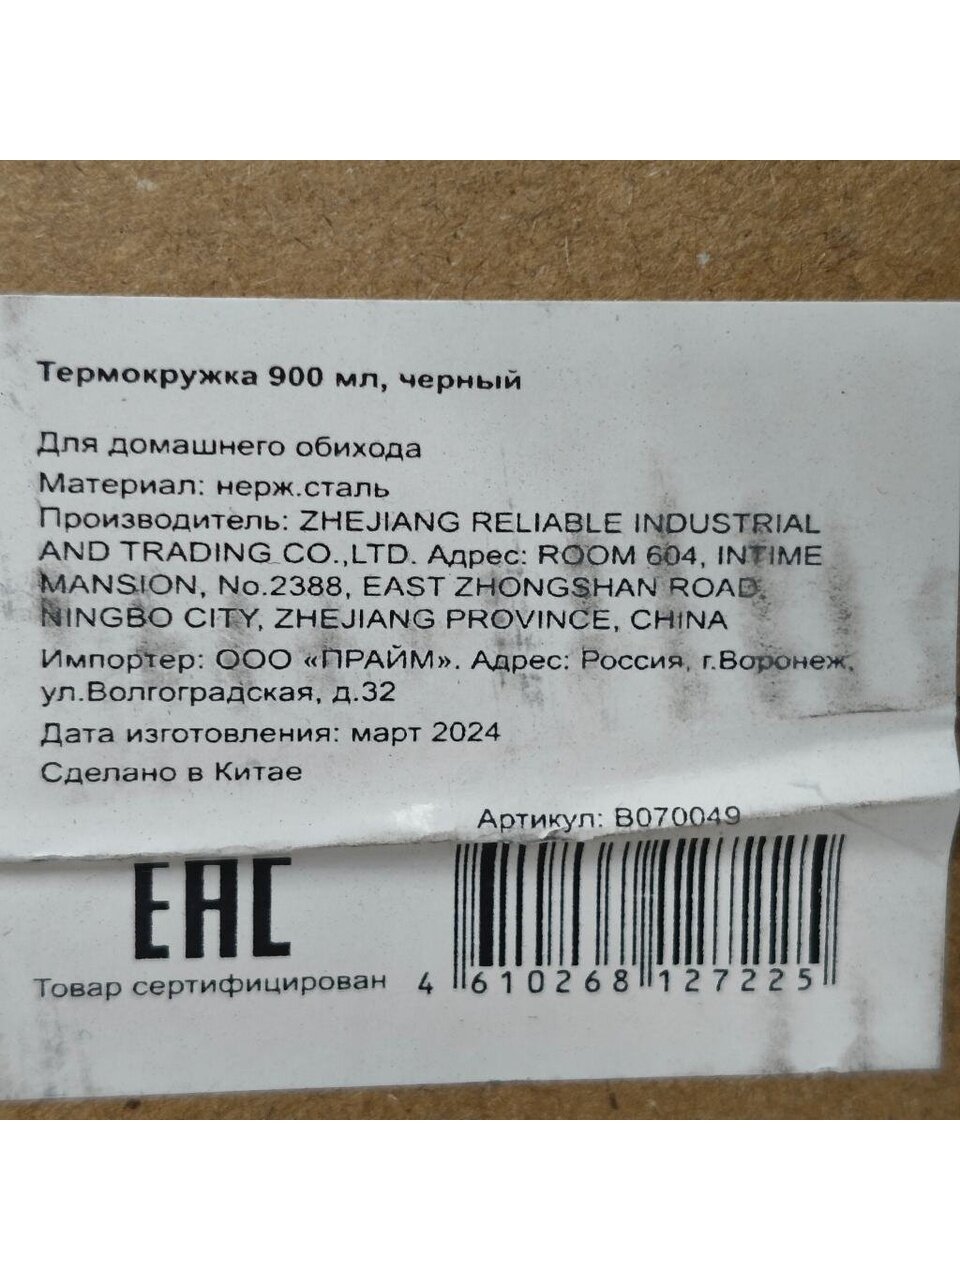 Термокружка 900 мл, черный
Для домашнего обихода
Материал: нерж.сталь
Производитель: ZHEJIANG RELIABLE INDUSTRIAL
AND TRADING CO.,LTD. Адрес: ROOM 604, INTIME
MANSION, No.2388, EAST ZHONGSHAN ROAD,
NINGBO CITY, ZHEJIANG PROVINCE, CHINA
Импортер: ООО «ПРАЙМ». Адрес: Россия, г.Воронеж,
ул.Волгоградская, д.32
Дата изготовления: март 2024
Сделано в Китае
Артикул: B070049
EAC
Товар сертифицирован
4 610268 127225